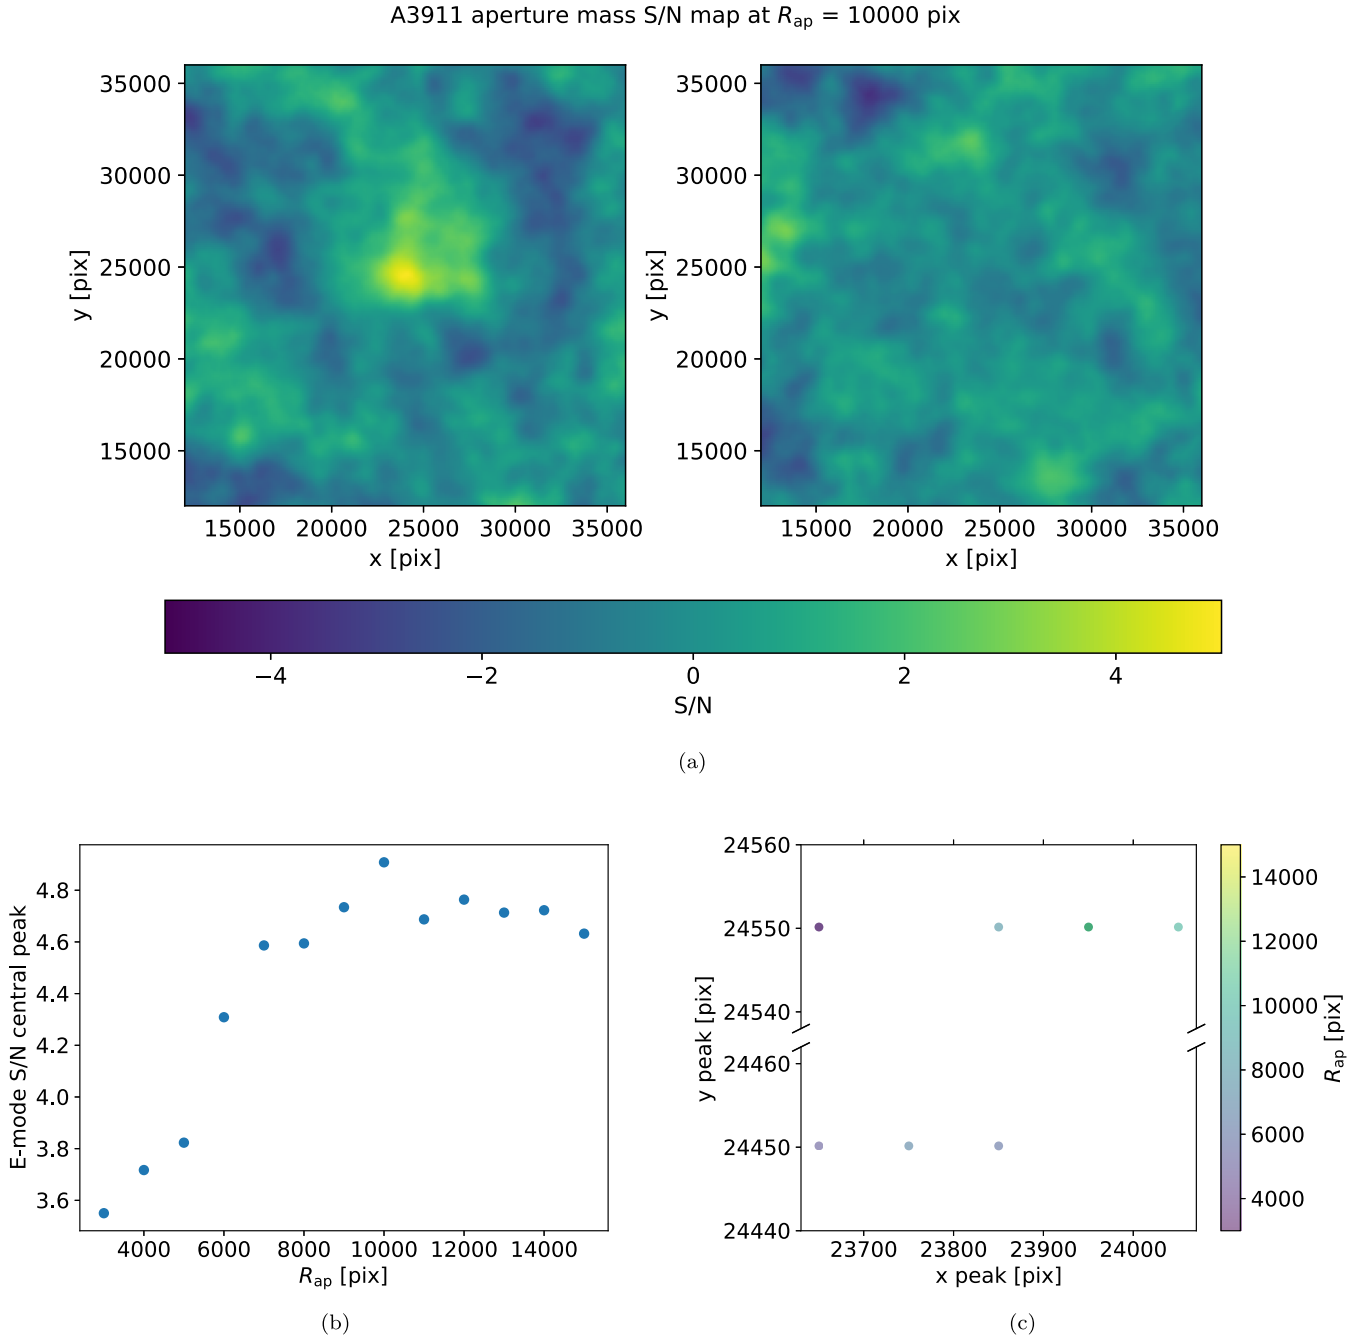 A3911 aperture mass S/N map at Rap = 10000 pix
35000
30000
25000
20000
15000
y [pix]
15000 20000 25000 30000 35000
x [pix]
35000
30000
25000
20000
15000
y [pix]
15000 20000 25000 30000 35000
x [pix]
−4 −2 0 2 4
S/N
(a)
4.8
4.6
4.4
4.2
4.0
3.8
3.6
E-mode S/N central peak
4000 6000 8000 10000 12000 14000
Rap [pix]
(b)
24560
24550
24540
24460
24450
24440
y peak [pix]
23700 23800 23900 24000
x peak [pix]
14000
12000
10000
8000
6000
4000
Rap [pix]
(c)